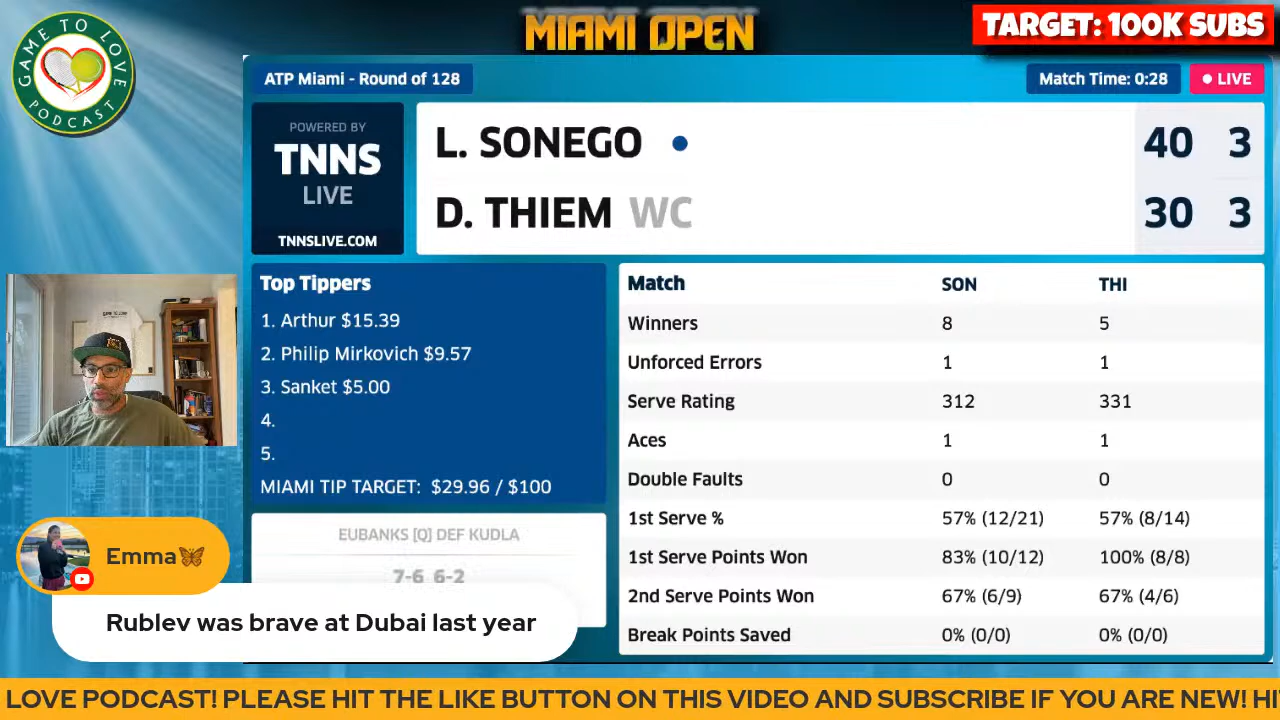 GAME TO LOVE PODCAST
MIAMI OPEN
TARGET: 100K SUBS
ATP Miami - Round of 128
Match Time: 0:28
LIVE
POWERED BY
TNNS
LIVE
TNNSLIVE.COM
L. SONEGO 40 3
D. THIEM WC 30 3
Top Tippers
1. Arthur $15.39
2. Philip Mirkovich $9.57
3. Sanket $5.00
4.
5.
MIAMI TIP TARGET: $29.96 / $100
EUBANKS [Q] DEF KUDLA
7-6 6-2
Match SON THI
Winners 8 5
Unforced Errors 1 1
Serve Rating 312 331
Aces 1 1
Double Faults 0 0
1st Serve % 57% (12/21) 57% (8/14)
1st Serve Points Won 83% (10/12) 100% (8/8)
2nd Serve Points Won 67% (6/9) 67% (4/6)
Break Points Saved 0% (0/0) 0% (0/0)
Emma🦋
Rublev was brave at Dubai last year
LOVE PODCAST! PLEASE HIT THE LIKE BUTTON ON THIS VIDEO AND SUBSCRIBE IF YOU ARE NEW! HI